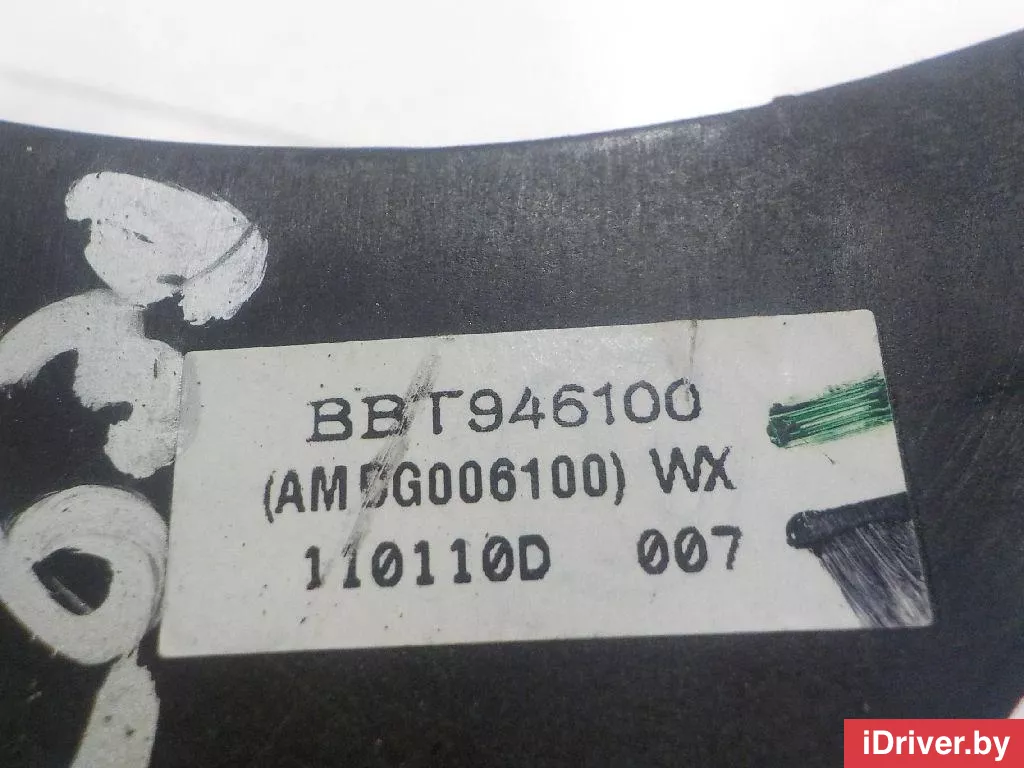 BBT946100
(AMDG006100) WX
110110D 007
iDriver.by